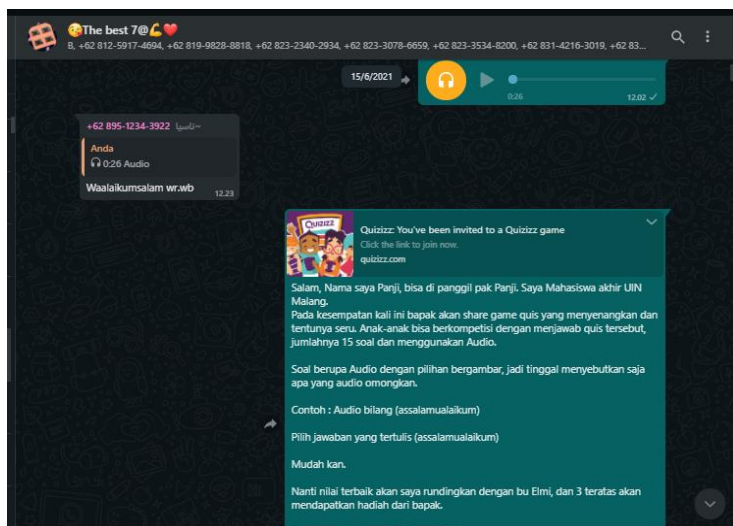 😘The best 7@💪❤️
B, +62 812-5917-4694, +62 819-9828-8818, +62 823-2340-2934, +62 823-3078-6659, +62 823-3534-8200, +62 831-4216-3019, +62 83...
15/6/2021
0:26
12.02 ✓
+62 895-1234-3922 ~تاسيا
Anda
🎧 0:26 Audio
Waalaikumsalam wr.wb
12.23
QUIZIZZ
Quizizz: You've been invited to a Quizizz game
Click the link to join now.
quizizz.com
Salam, Nama saya Panji, bisa di panggil pak Panji. Saya Mahasiswa akhir UIN
Malang.
Pada kesempatan kali ini bapak akan share game quis yang menyenangkan dan
tentunya seru. Anak-anak bisa berkompetisi dengan menjawab quis tersebut,
jumlahnya 15 soal dan menggunakan Audio.
Soal berupa Audio dengan pilihan bergambar, jadi tinggal menyebutkan saja
apa yang audio omongkan.
Contoh : Audio bilang (assalamualaikum)
Pilih jawaban yang tertulis (assalamualaikum)
Mudah kan.
Nanti nilai terbaik akan saya rundingkan dengan bu Elmi, dan 3 teratas akan
mendapatkan hadiah dari bapak.